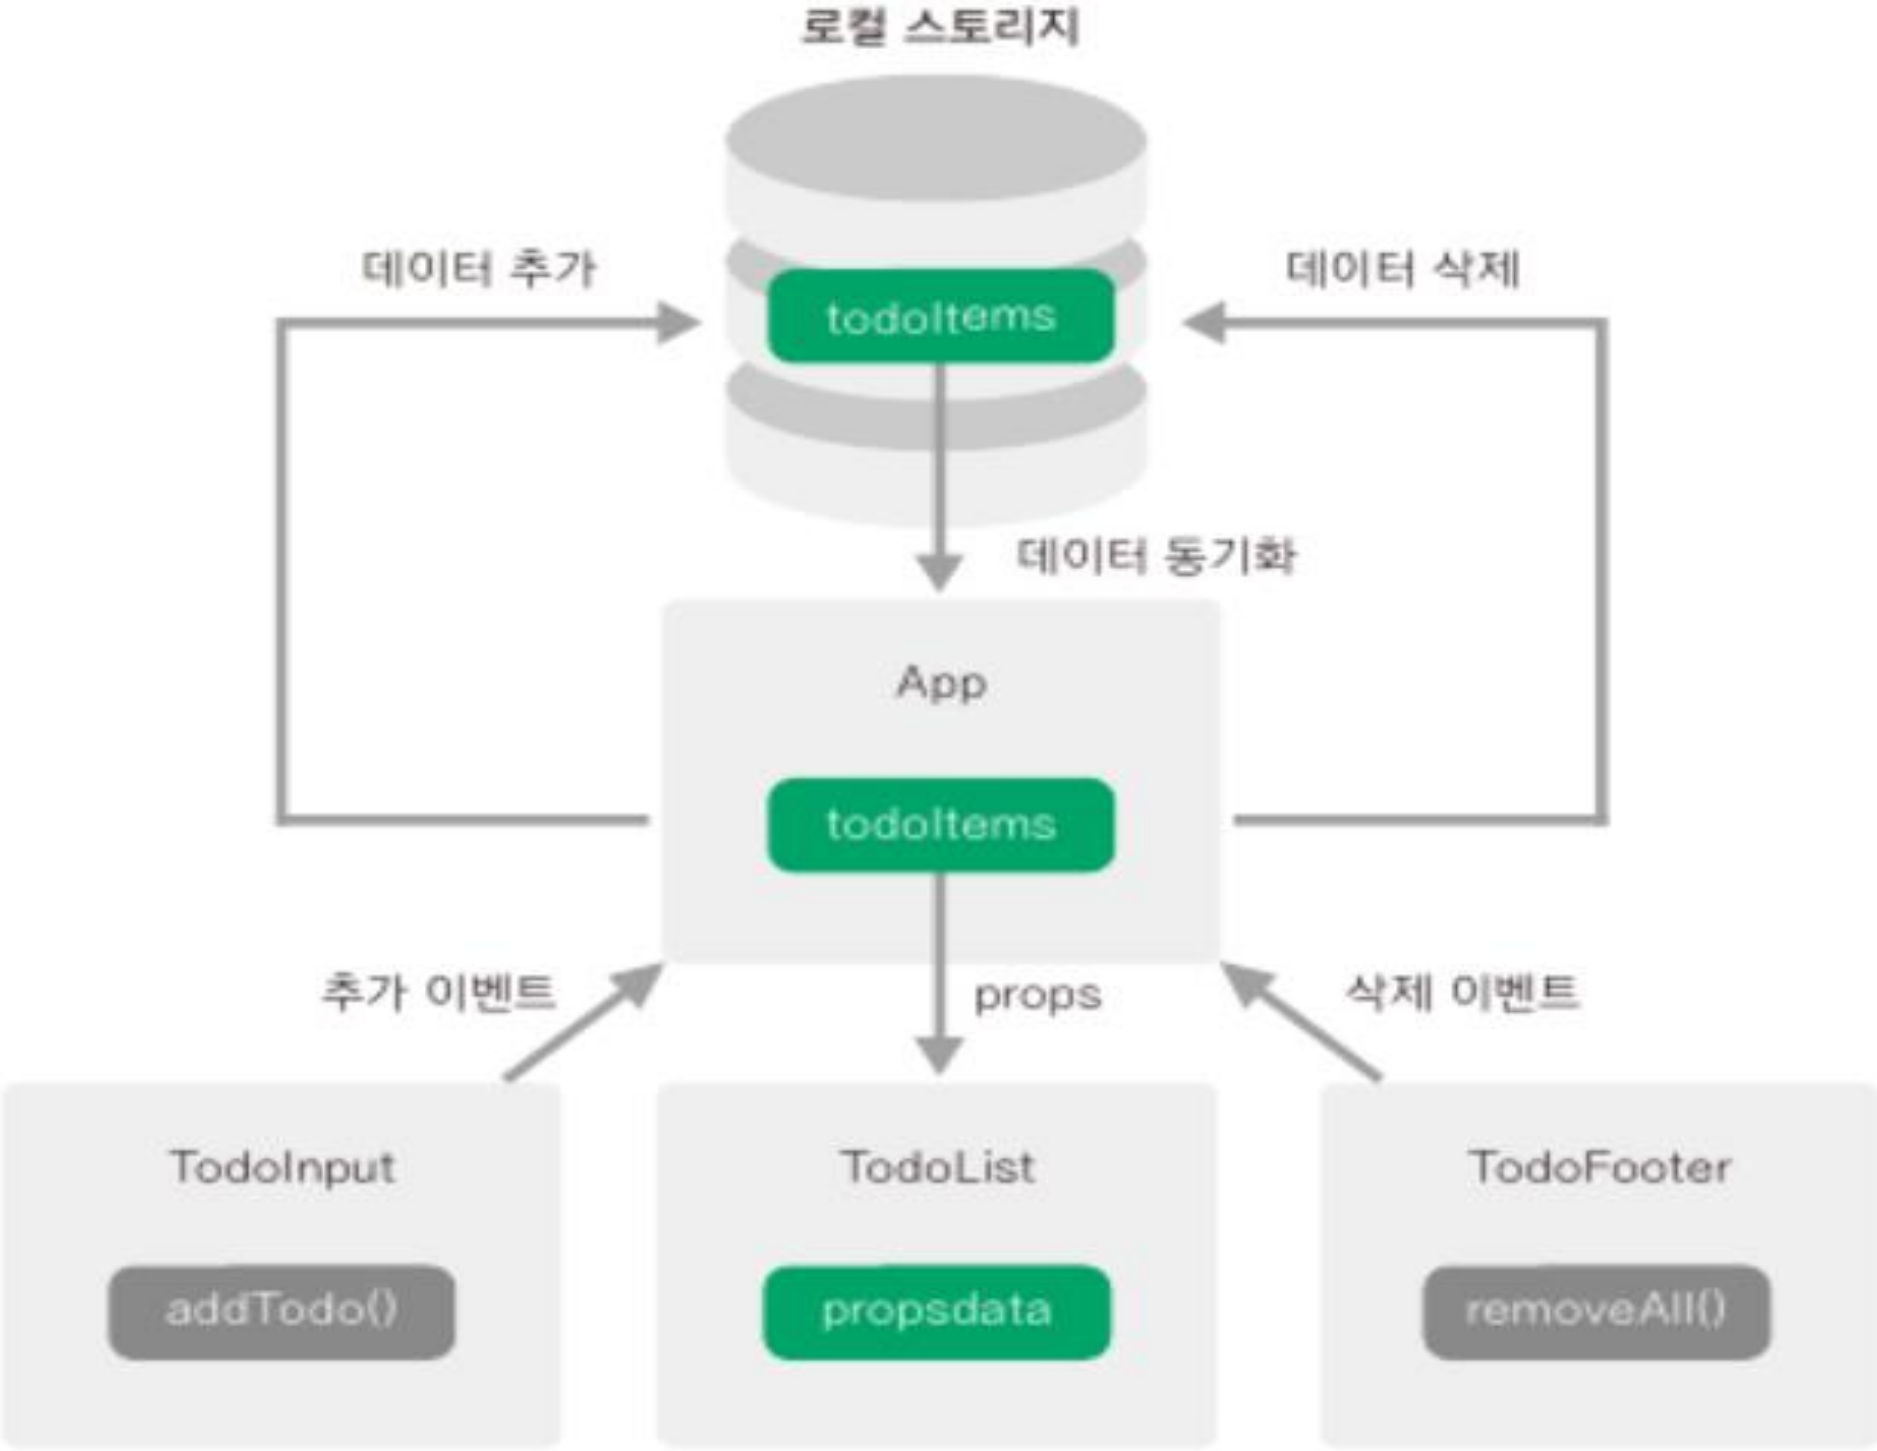 로컬 스토리지
데이터 추가
데이터 삭제
todoItems
데이터 동기화
App
todoItems
추가 이벤트
props
삭제 이벤트
TodoInput
TodoList
TodoFooter
addTodo()
propsdata
removeAll()